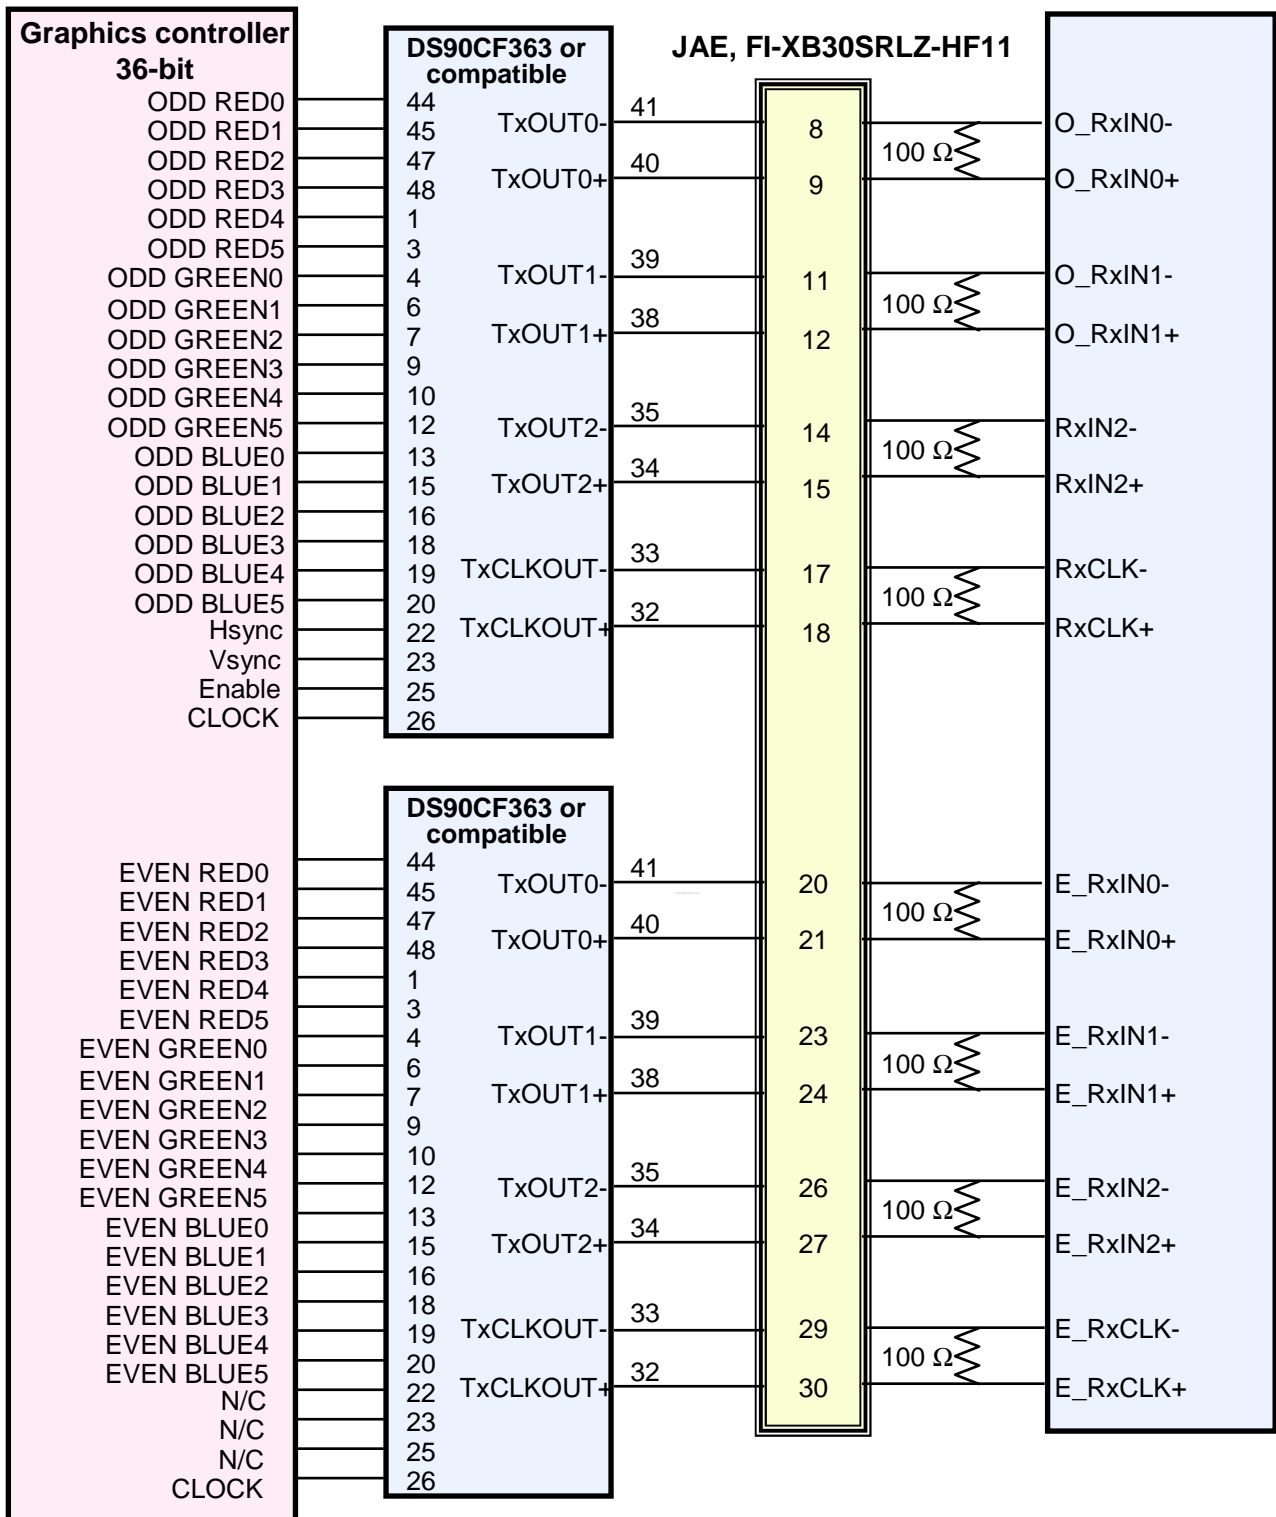 Graphics controller
36-bit
ODD RED0
ODD RED1
ODD RED2
ODD RED3
ODD RED4
ODD RED5
ODD GREEN0
ODD GREEN1
ODD GREEN2
ODD GREEN3
ODD GREEN4
ODD GREEN5
ODD BLUE0
ODD BLUE1
ODD BLUE2
ODD BLUE3
ODD BLUE4
ODD BLUE5
Hsync
Vsync
Enable
CLOCK
EVEN RED0
EVEN RED1
EVEN RED2
EVEN RED3
EVEN RED4
EVEN RED5
EVEN GREEN0
EVEN GREEN1
EVEN GREEN2
EVEN GREEN3
EVEN GREEN4
EVEN GREEN5
EVEN BLUE0
EVEN BLUE1
EVEN BLUE2
EVEN BLUE3
EVEN BLUE4
EVEN BLUE5
N/C
N/C
N/C
CLOCK
DS90CF363 or
compatible
44
45
47
48
1
3
4
6
7
9
10
12
13
15
16
18
19
20
22
23
25
26
TxOUT0-
TxOUT0+
TxOUT1-
TxOUT1+
TxOUT2-
TxOUT2+
TxCLKOUT-
TxCLKOUT+
41
40
39
38
35
34
33
32
DS90CF363 or
compatible
44
45
47
48
1
3
4
6
7
9
10
12
13
15
16
18
19
20
22
23
25
26
TxOUT0-
TxOUT0+
TxOUT1-
TxOUT1+
TxOUT2-
TxOUT2+
TxCLKOUT-
TxCLKOUT+
41
40
39
38
35
34
33
32
JAE, FI-XB30SRLZ-HF11
8
9
11
12
14
15
17
18
20
21
23
24
26
27
29
30
100 Ω
100 Ω
100 Ω
100 Ω
100 Ω
100 Ω
100 Ω
100 Ω
O_RxIN0-
O_RxIN0+
O_RxIN1-
O_RxIN1+
RxIN2-
RxIN2+
RxCLK-
RxCLK+
E_RxIN0-
E_RxIN0+
E_RxIN1-
E_RxIN1+
E_RxIN2-
E_RxIN2+
E_RxCLK-
E_RxCLK+